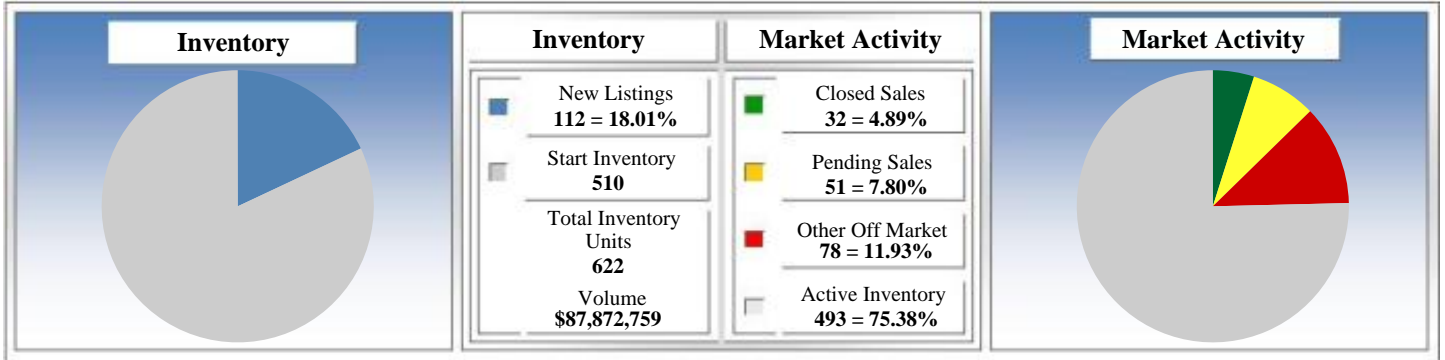 Inventory
Inventory
Market Activity
New Listings
112 = 18.01%
Start Inventory
510
Total Inventory
Units
622
Volume
$87,872,759
Closed Sales
32 = 4.89%
Pending Sales
51 = 7.80%
Other Off Market
78 = 11.93%
Active Inventory
493 = 75.38%
Market Activity